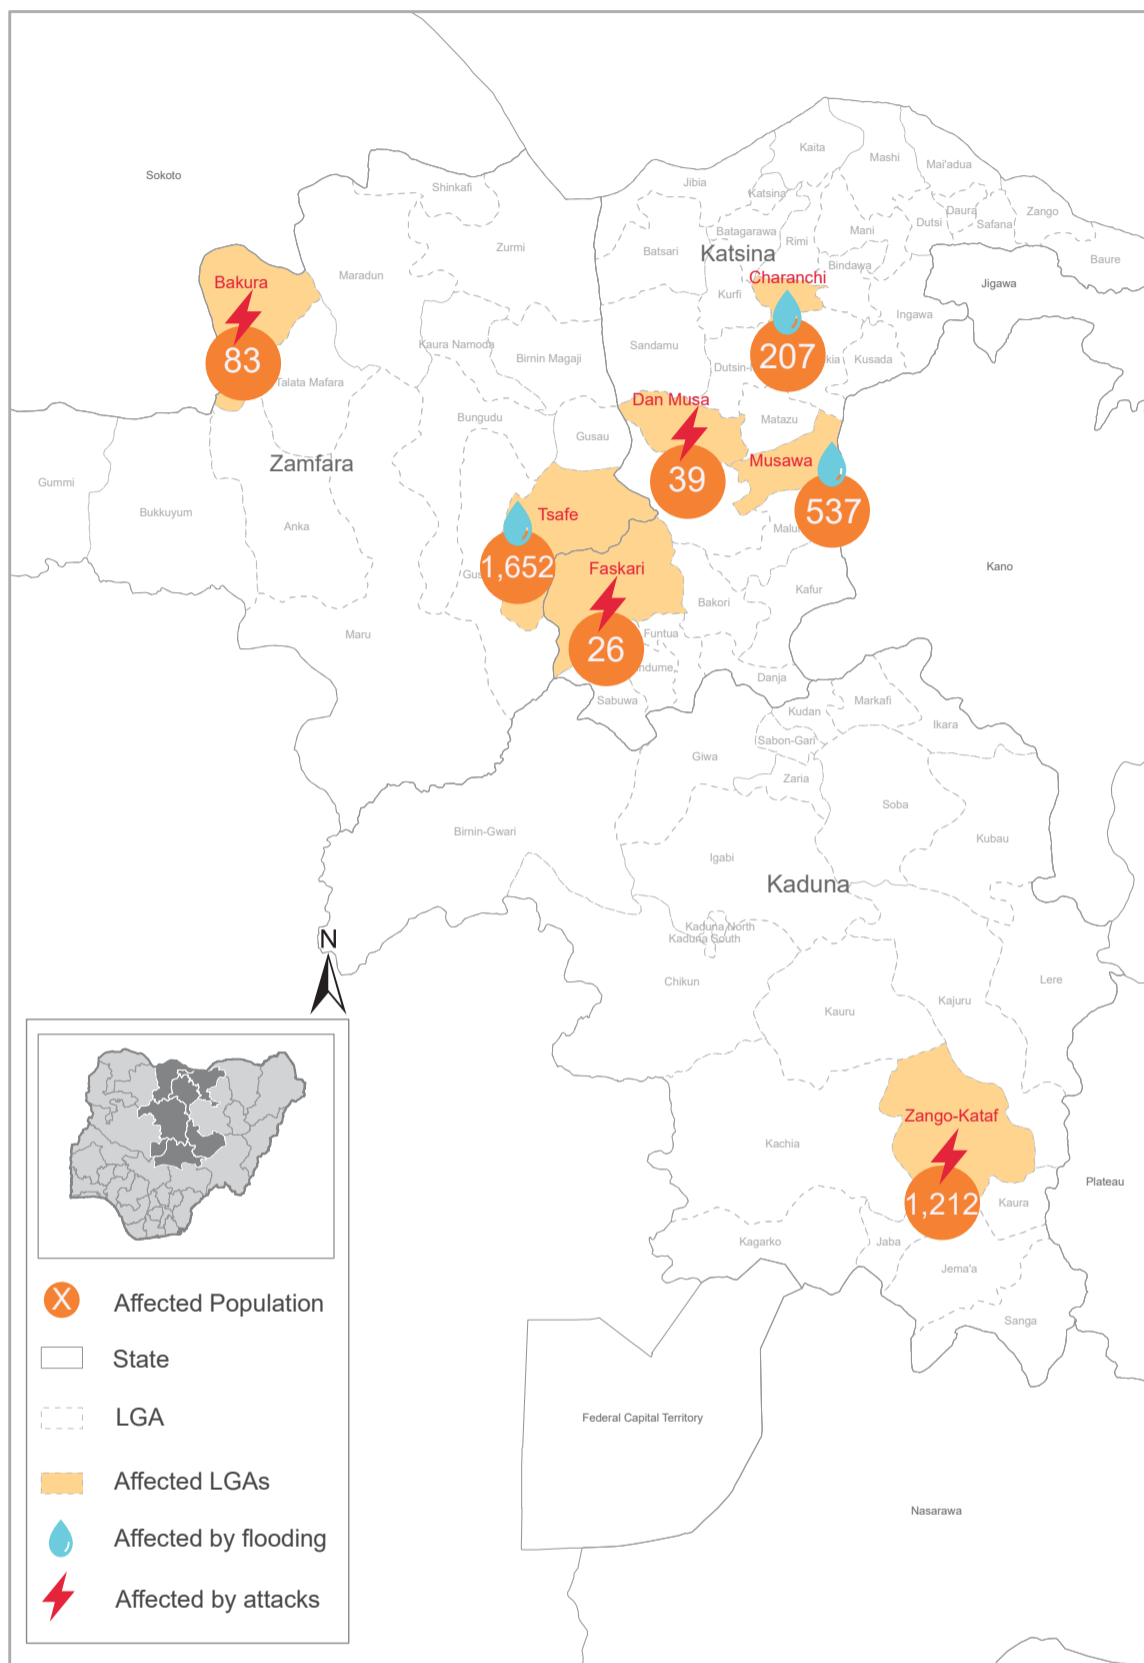 Kaita
Mashi
Mai'adua
Sokoto
Jibia
Shinkafi
Katsina
Daura
Zango
Dutsi
Safana
Batagarawa
Rimi
Mani
Zurmi
Batsari
Katsina
Baure
Bindawa
Maradun
Bakura
Charanchi
Jigawa
Kurfi
Ingawa
Kaura Namoda
Sandamu
83
Birnin Magaji
207
Kusada
Dutsin-
kia
Talata Mafara
Dan Musa
Bungudu
Matazu
Gusau
Zamfara
Musawa
39
Gummi
537
Bukkuyum
Anka
Tsafe
Malu
1,652
Faskari
Kano
Gus
Kafur
Bakori
Maru
Funtua
26
ndume
Danja
Sabuwa
Markafi
Kudan
Ikara
Sabon-Gari
Giwa
Zaria
Soba
Birnin-Gwari
Kubau
Igabi
Kaduna
Kaduna North
Kaduna South
N
Chikun
Lere
Kajuru
Kauru
Zango-Kataf
Kachia
Plateau
1,212
Kaura
Kagarko
Jaba
Jema'a
Sanga
Federal Capital Territory
Nasarawa
X Affected Population
State
LGA
Affected LGAs
Affected by flooding
Affected by attacks